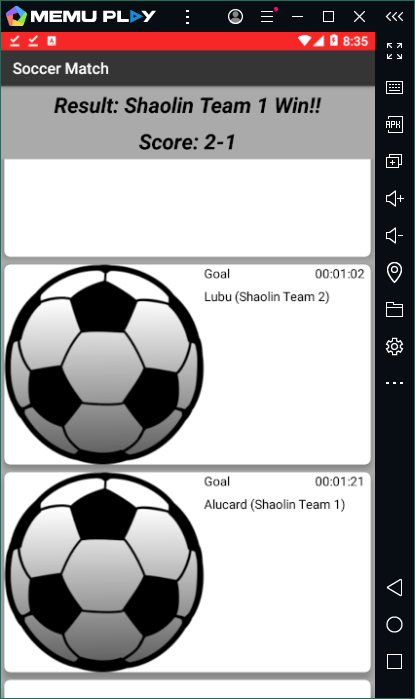 MEMU PLAY
8:35
Soccer Match
Result: Shaolin Team 1 Win!!
Score: 2-1
Goal 00:01:02
Lubu (Shaolin Team 2)
Goal 00:01:21
Alucard (Shaolin Team 1)
APK